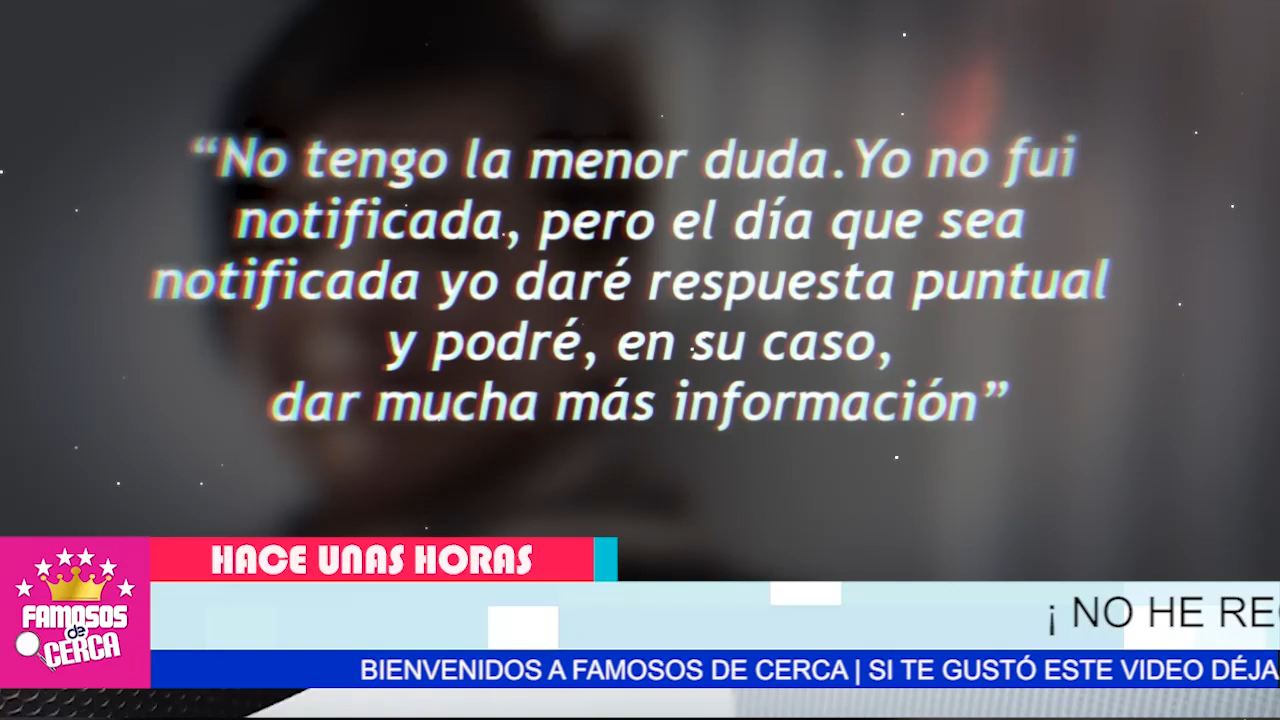 “No tengo la menor duda.Yo no fui
notificada, pero el día que sea
notificada yo daré respuesta puntual
y podré, en su caso,
dar mucha más información”
HACE UNAS HORAS
¡ NO HE REC
FAMOSOS
de
CERCA
BIENVENIDOS A FAMOSOS DE CERCA | SI TE GUSTÓ ESTE VIDEO DÉJA